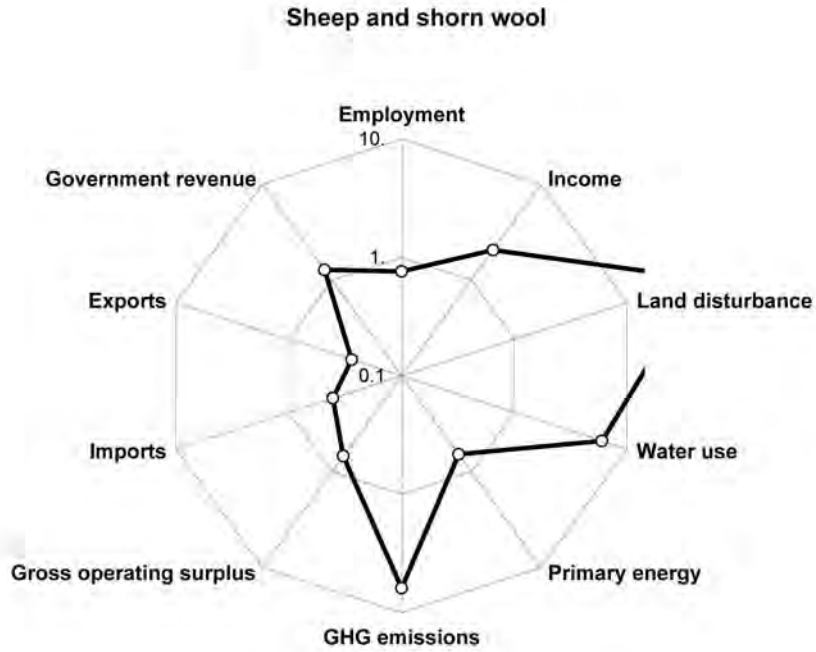 Sheep and shorn wool
Employment
10.
Government revenue
Income
1.
Exports
Land disturbance
0.1
Imports
Water use
Gross operating surplus
Primary energy
GHG emissions